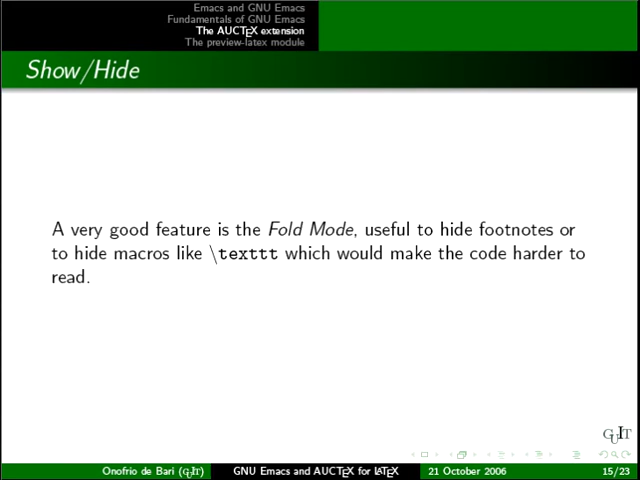 Emacs and GNU Emacs
Fundamentals of GNU Emacs
The AUCTEX extension
The preview-latex module
Show/Hide
A very good feature is the Fold Mode, useful to hide footnotes or
to hide macros like \texttt which would make the code harder to
read.
GUIT
Onofrio de Bari (GUIT) GNU Emacs and AUCTEX for LATEX 21 October 2006 15/23